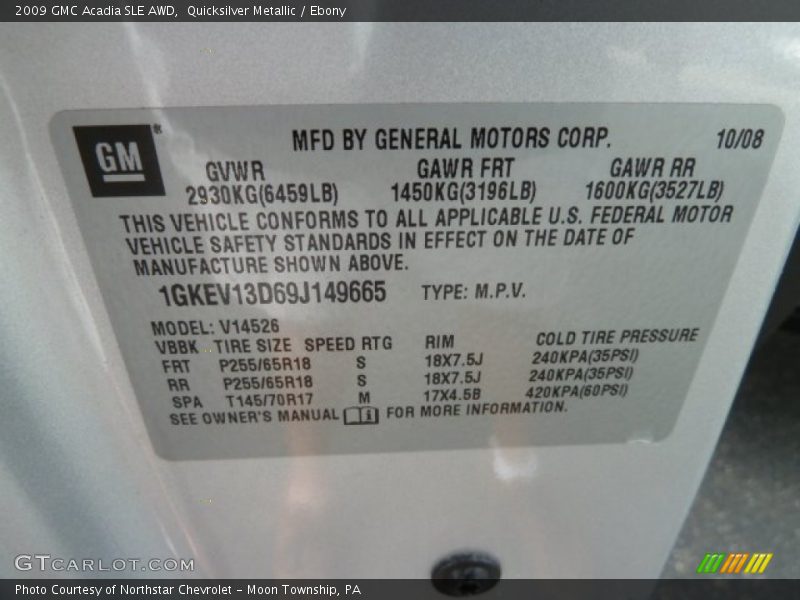 2009 GMC Acadia SLE AWD,  Quicksilver Metallic / Ebony
GM
MFD BY GENERAL MOTORS CORP. 10/08
GVWR GAWR FRT GAWR RR
2930KG(6459LB) 1450KG(3196LB) 1600KG(3527LB)
THIS VEHICLE CONFORMS TO ALL APPLICABLE U.S. FEDERAL MOTOR
VEHICLE SAFETY STANDARDS IN EFFECT ON THE DATE OF
MANUFACTURE SHOWN ABOVE.
1GKEV13D69J149665 TYPE: M.P.V.
MODEL: V14526
VBBK TIRE SIZE SPEED RTG RIM COLD TIRE PRESSURE
FRT P255/65R18 S 18X7.5J 240KPA(35PSI)
RR P255/65R18 S 18X7.5J 240KPA(35PSI)
SPA T145/70R17 M 17X4.5B 420KPA(60PSI)
SEE OWNER'S MANUAL FOR MORE INFORMATION.
GTCARLOT.COM
Photo Courtesy of Northstar Chevrolet – Moon Township, PA